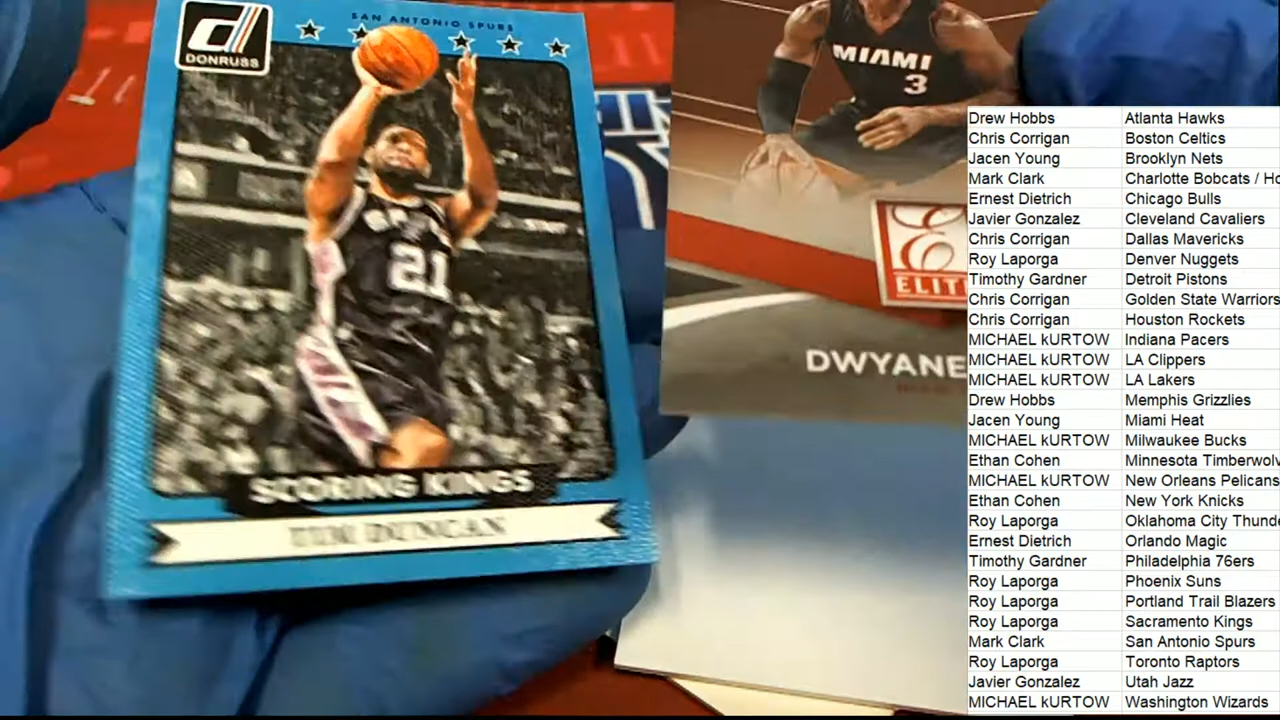 SAN ANTONIO SPURS
DONRUSS
21
SCORING KINGS
TIM DUNCAN
MIAMI
3
E
ELIT
DWYANE
Drew Hobbs Atlanta Hawks
Chris Corrigan Boston Celtics
Jacen Young Brooklyn Nets
Mark Clark Charlotte Bobcats / Ho
Ernest Dietrich Chicago Bulls
Javier Gonzalez Cleveland Cavaliers
Chris Corrigan Dallas Mavericks
Roy Laporga Denver Nuggets
Timothy Gardner Detroit Pistons
Chris Corrigan Golden State Warriors
Chris Corrigan Houston Rockets
MICHAEL kURTOW Indiana Pacers
MICHAEL kURTOW LA Clippers
MICHAEL kURTOW LA Lakers
Drew Hobbs Memphis Grizzlies
Jacen Young Miami Heat
MICHAEL kURTOW Milwaukee Bucks
Ethan Cohen Minnesota Timberwolv
MICHAEL kURTOW New Orleans Pelicans
Ethan Cohen New York Knicks
Roy Laporga Oklahoma City Thunde
Ernest Dietrich Orlando Magic
Timothy Gardner Philadelphia 76ers
Roy Laporga Phoenix Suns
Roy Laporga Portland Trail Blazers
Roy Laporga Sacramento Kings
Mark Clark San Antonio Spurs
Roy Laporga Toronto Raptors
Javier Gonzalez Utah Jazz
MICHAEL kURTOW Washington Wizards